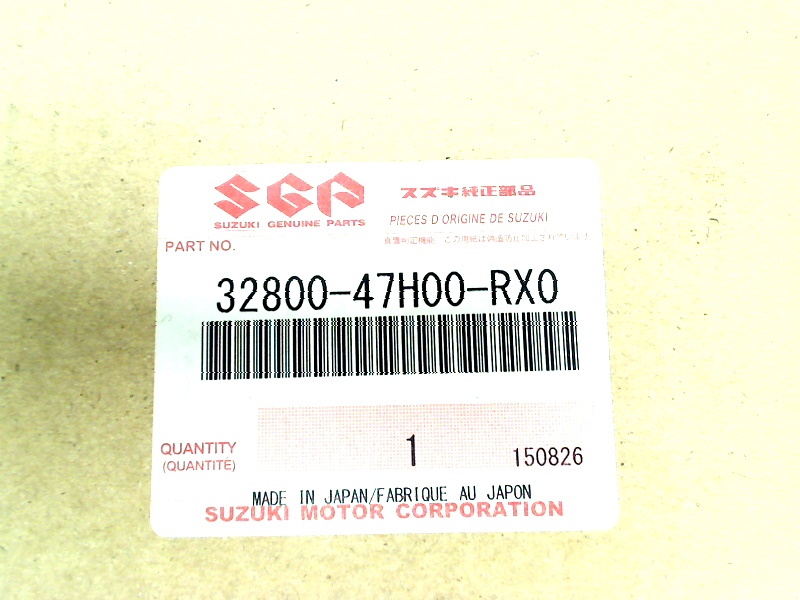 SGP
スズキ純正部品
SUZUKI GENUINE PARTS
PIECES D ORIGINE DE SUZUKI
PART NO.
32800-47H00-RX0
QUANTITY
(QUANTITÉ)
1
150826
MADE IN JAPAN/FABRIQUE AU JAPON
SUZUKI MOTOR CORPORATION